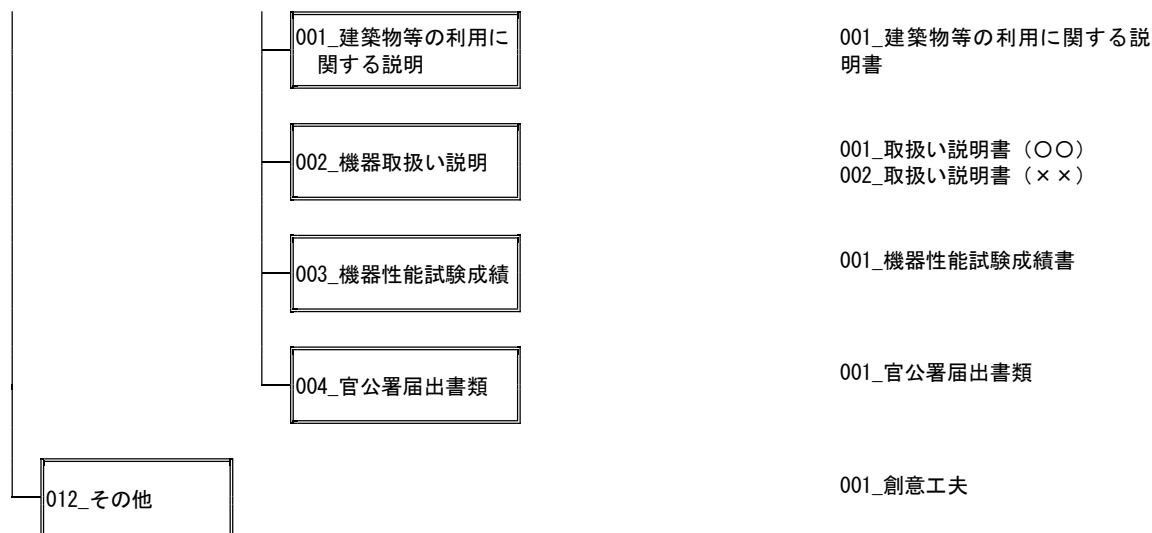 001_建築物等の利用に
関する説明
001_建築物等の利用に関する説
明書
002_機器取扱い説明
001_取扱い説明書（○○）
002_取扱い説明書（××）
003_機器性能試験成績
001_機器性能試験成績書
004_官公署届出書類
001_官公署届出書類
012_その他
001_創意工夫